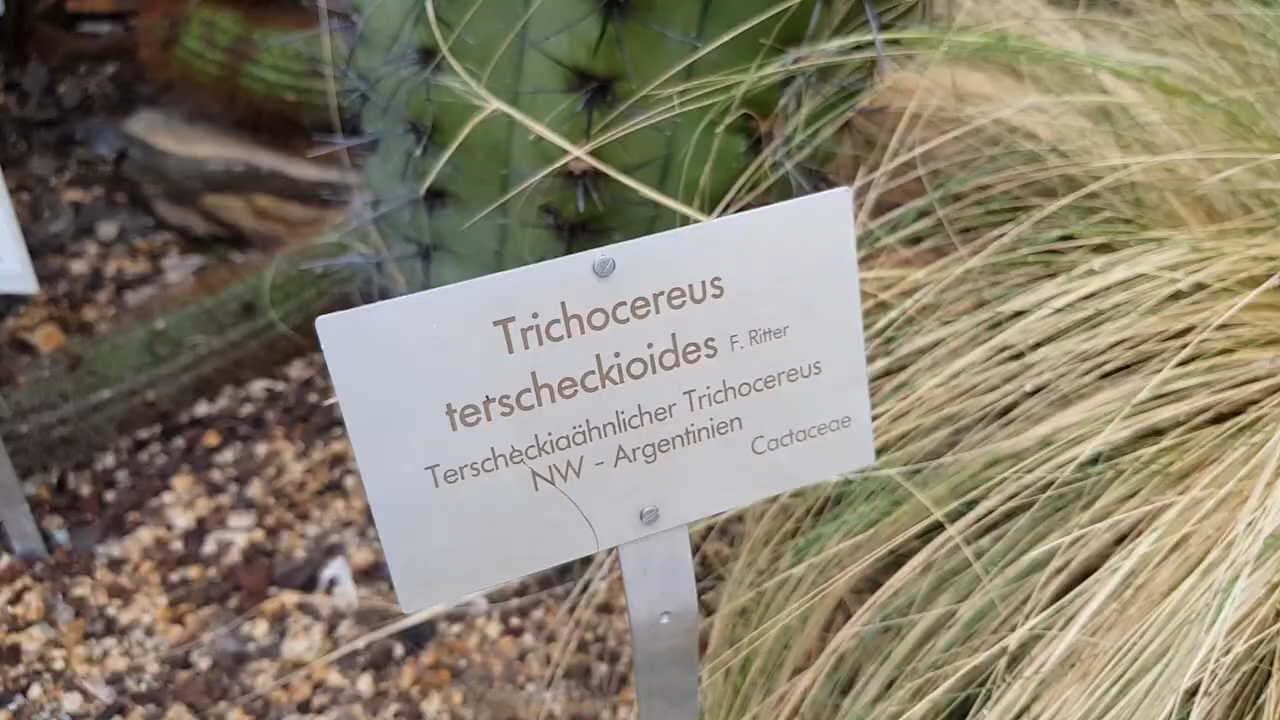 Trichocereus
terscheckioides F. Ritter
Terscheckiaähnlicher Trichocereus
NW - Argentinien
Cactaceae